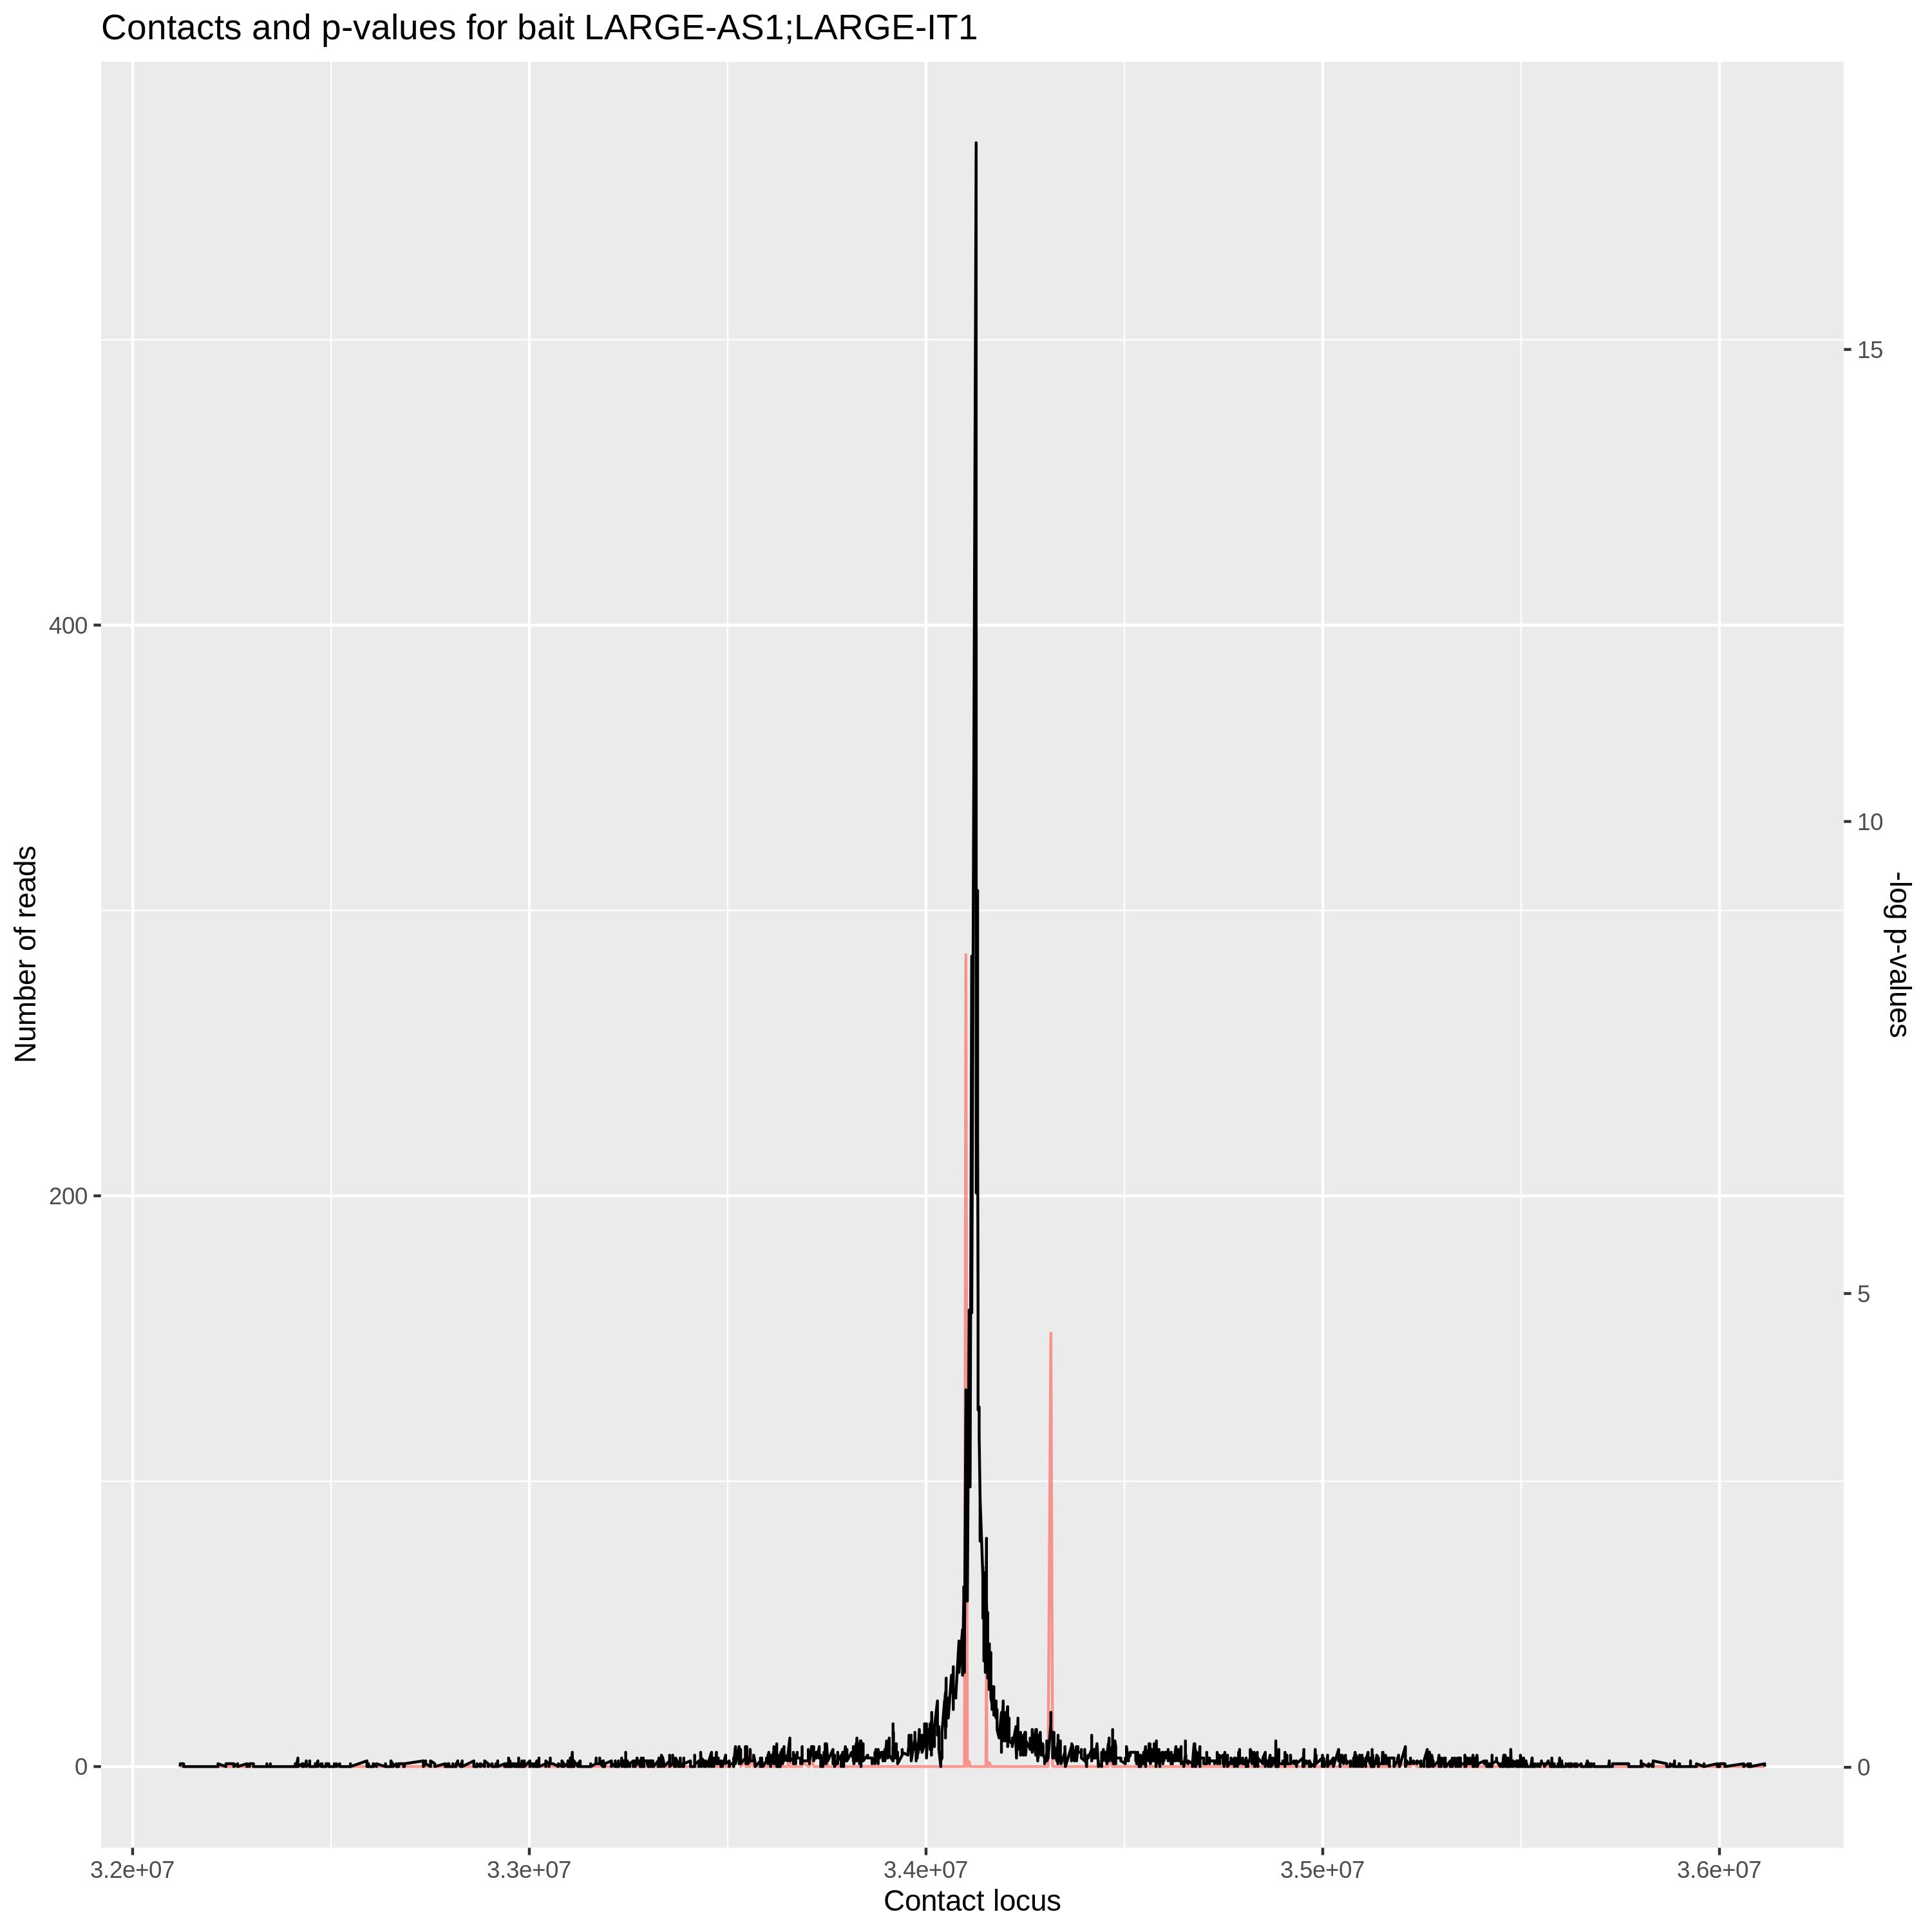 Contacts and p-values for bait LARGE-AS1;LARGE-IT1
Number of reads
400
200
0
15
10
5
0
-log p-values
3.2e+07 3.3e+07 3.4e+07 3.5e+07 3.6e+07
Contact locus